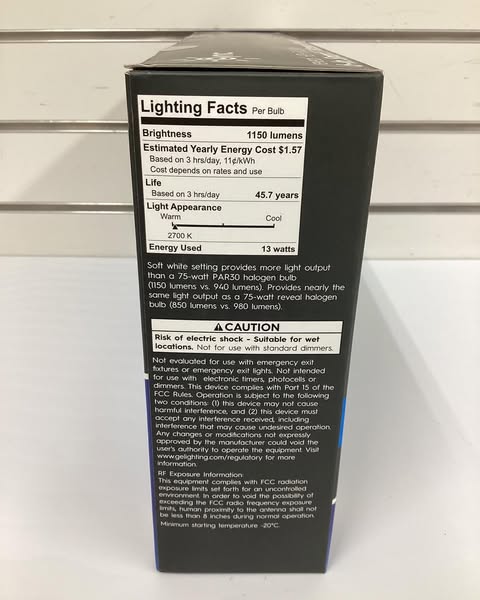 Lighting Facts Per Bulb
Brightness 1150 lumens
Estimated Yearly Energy Cost $1.57
Based on 3 hrs/day, 11¢/kWh
Cost depends on rates and use
Life
Based on 3 hrs/day 45.7 years
Light Appearance
Warm Cool
2700 K
Energy Used 13 watts
Soft white setting provides more light output
than a 75-watt PAR30 halogen bulb
(1150 lumens vs. 940 lumens). Provides nearly the
same light output as a 75-watt reveal halogen
bulb (850 lumens vs. 980 lumens).
⚠ CAUTION
Risk of electric shock - Suitable for wet
locations. Not for use with standard dimmers.
Not evaluated for use with emergency exit
fixtures or emergency exit lights. Not intended
for use with electronic timers, photocells or
dimmers. This device complies with Part 15 of the
FCC Rules. Operation is subject to the following
two conditions: (1) this device may not cause
harmful interference, and (2) this device must
accept any interference received, including
interference that may cause undesired operation.
Any changes or modifications not expressly
approved by the manufacturer could void the
user's authority to operate the equipment. Visit
www.gelighting.com/regulatory for more
information.
RF Exposure Information:
This equipment complies with FCC radiation
exposure limits set forth for an uncontrolled
environment. In order to avoid the possibility of
exceeding the FCC radio frequency exposure
limits, human proximity to the antenna shall not
be less than 8 inches during normal operation.
Minimum starting temperature -20°C.